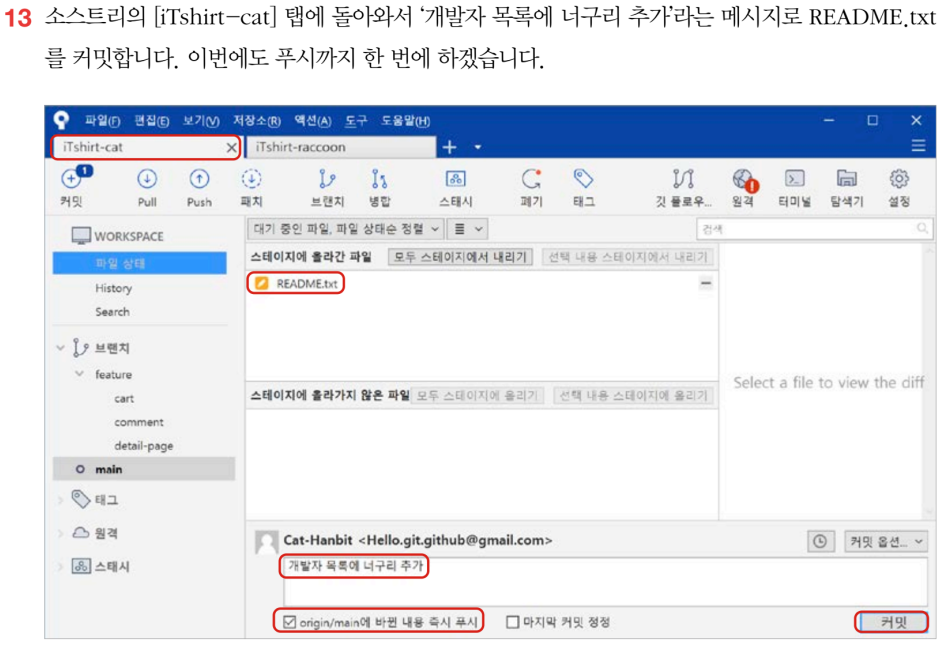 13 소스트리의 [iTshirt-cat] 탭에 돌아와서 ‘개발자 목록에 너구리 추가’라는 메시지로 README.txt
를 커밋합니다. 이번에도 푸시까지 한 번에 하겠습니다.
파일(F) 편집(E) 보기(V) 저장소(R) 액션(A) 도구 도움말(H)
iTshirt-cat iTshirt-raccoon
1
커밋 Pull Push 패치 브랜치 병합 스태시 폐기 태그 깃 플로우... 원격 터미널 탐색기 설정
WORKSPACE
파일 상태
History
Search
브랜치
feature
cart
comment
detail-page
main
태그
원격
스태시
대기 중인 파일, 파일 상태순 정렬
검색
스테이지에 올라간 파일 모두 스테이지에서 내리기 선택 내용 스테이지에서 내리기
README.txt
스테이지에 올라가지 않은 파일 모두 스테이지에 올리기 선택 내용 스테이지에 올리기
Select a file to view the diff
Cat-Hanbit <Hello.git.github@gmail.com>
커밋 옵션...
개발자 목록에 너구리 추가
origin/main에 바뀐 내용 즉시 푸시 마지막 커밋 정정 커밋